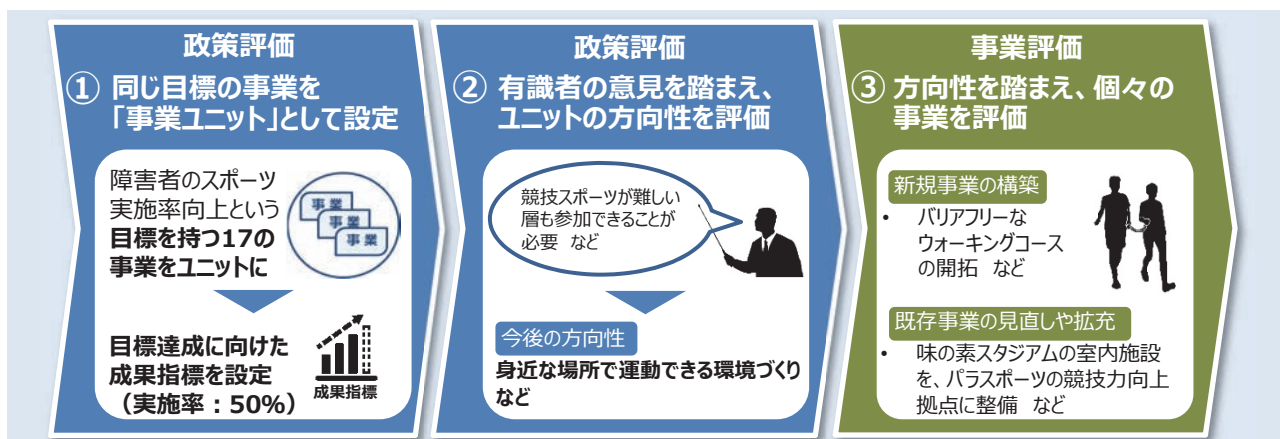 政策評価
① 同じ目標の事業を
「事業ユニット」として設定
障害者のスポーツ
実施率向上という
目標を持つ17の
事業をユニットに
事業
事業
事業
目標達成に向けた
成果指標を設定
（実施率：50%）
成果指標
政策評価
② 有識者の意見を踏まえ、
ユニットの方向性を評価
競技スポーツが難しい
層も参加できることが
必要 など
今後の方向性
身近な場所で運動できる環境づくり
など
事業評価
③ 方向性を踏まえ、個々の
事業を評価
新規事業の構築
• バリアフリーな
ウォーキングコース
の開拓 など
既存事業の見直しや拡充
• 味の素スタジアムの室内施設
を、パラスポーツの競技力向上
拠点に整備 など